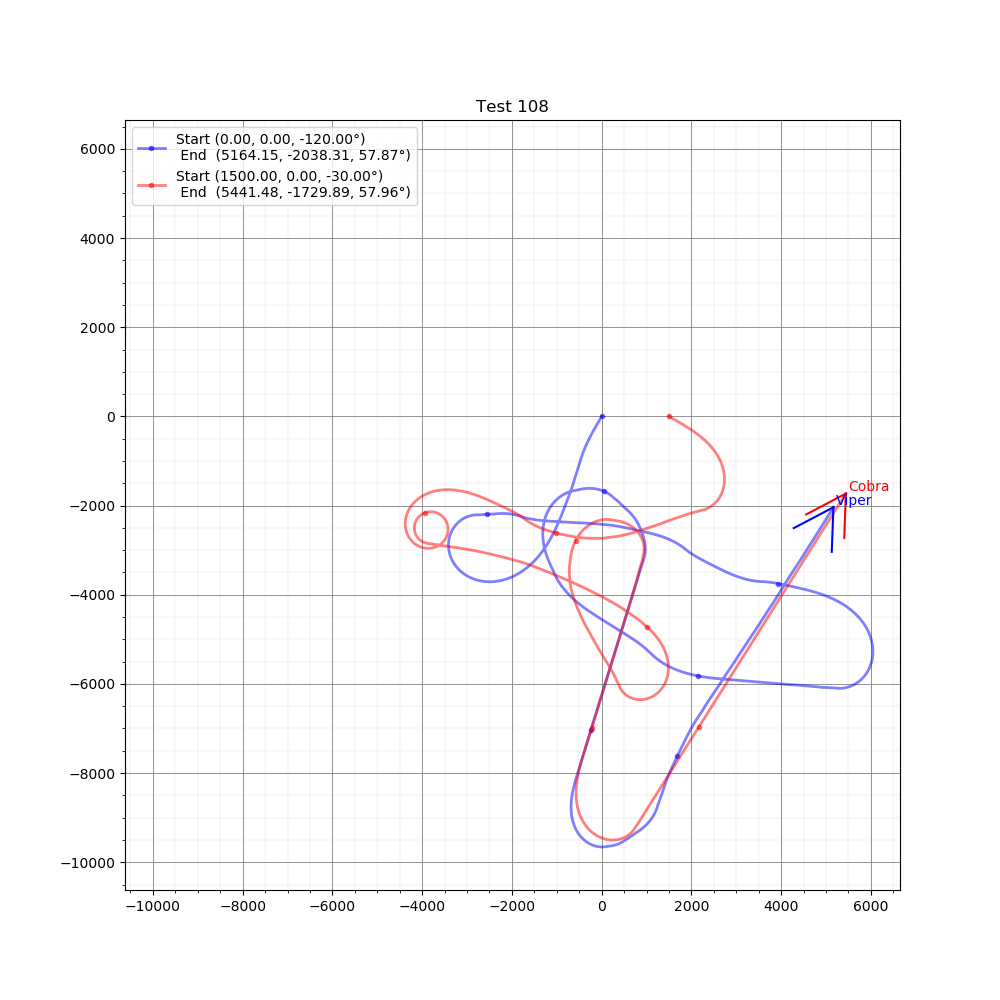 Test 108
Start (0.00, 0.00, -120.00°)
End (5164.15, -2038.31, 57.87°)
Start (1500.00, 0.00, -30.00°)
End (5441.48, -1729.89, 57.96°)
6000
4000
2000
0
−2000
−4000
−6000
−8000
−10000
Cobra
Viper
−10000 −8000 −6000 −4000 −2000 0 2000 4000 6000